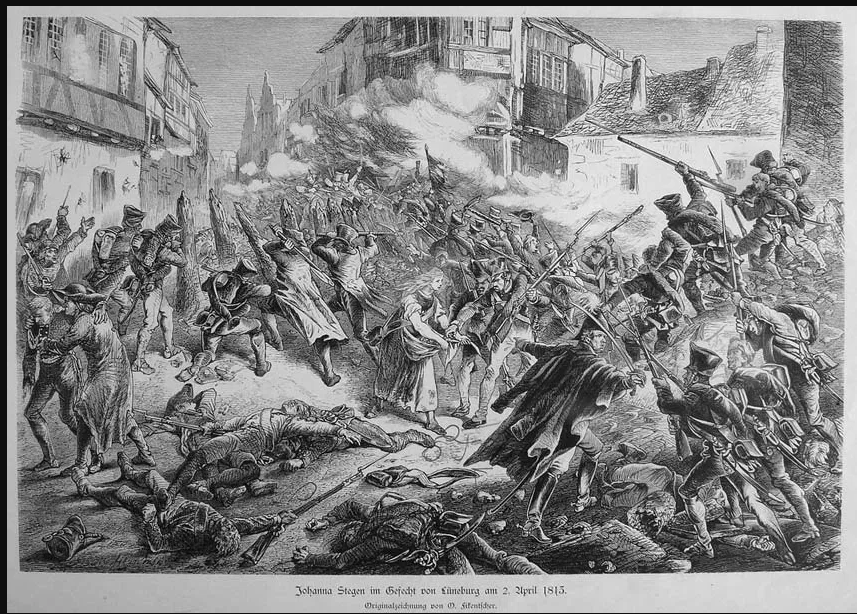 Johanna Stegen im Gefecht von Lüneburg am 2. April 1813.
Originalzeichnung von O. Fikentscher.